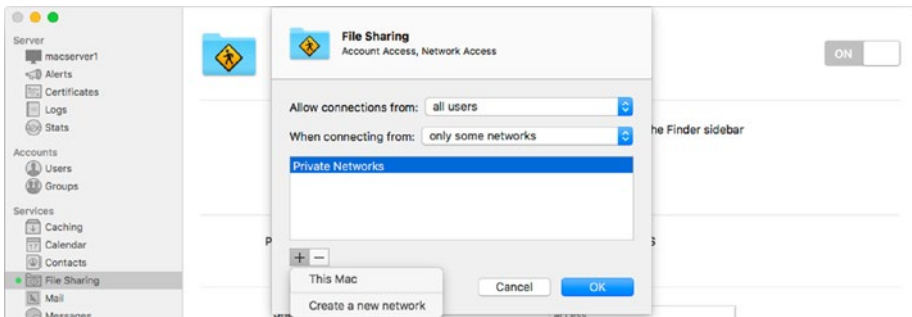 Server
macserver1
Alerts
Certificates
Logs
Stats
Accounts
Users
Groups
Services
Caching
17 Calendar
Contacts
File Sharing
Mail
Messages
File Sharing
Account Access, Network Access
ON
Allow connections from: all users
When connecting from: only some networks
he Finder sidebar
Private Networks
P
s
+ −
This Mac
Cancel OK
Create a new network